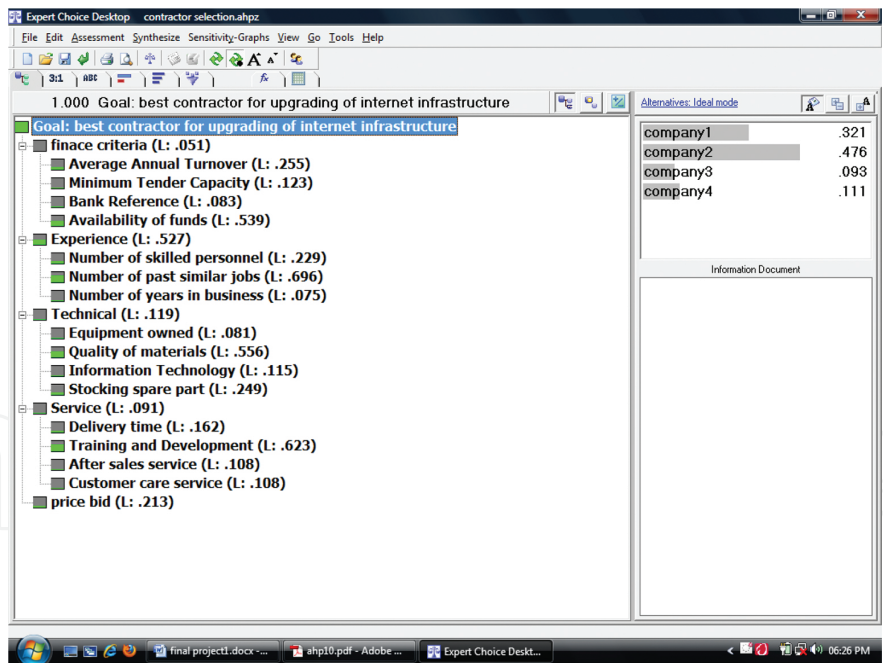 Expert Choice Desktop contractor selection.ahpz
File Edit Assessment Synthesize Sensitivity-Graphs View Go Tools Help
3:1 ABC fx
1.000 Goal: best contractor for upgrading of internet infrastructure
Goal: best contractor for upgrading of internet infrastructure
finace criteria (L: .051)
Average Annual Turnover (L: .255)
Minimum Tender Capacity (L: .123)
Bank Reference (L: .083)
Availability of funds (L: .539)
Experience (L: .527)
Number of skilled personnel (L: .229)
Number of past similar jobs (L: .696)
Number of years in business (L: .075)
Technical (L: .119)
Equipment owned (L: .081)
Quality of materials (L: .556)
Information Technology (L: .115)
Stocking spare part (L: .249)
Service (L: .091)
Delivery time (L: .162)
Training and Development (L: .623)
After sales service (L: .108)
Customer care service (L: .108)
price bid (L: .213)
Alternatives: Ideal mode
company1 .321
company2 .476
company3 .093
company4 .111
Information Document
final project1.docx -... ahp10.pdf - Adobe ... Expert Choice Deskt... 06:26 PM